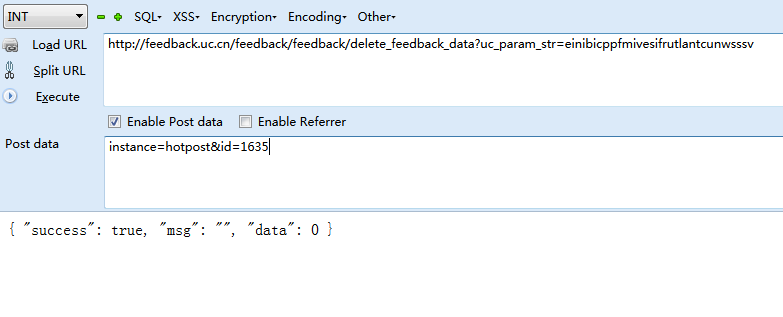 INT SQL XSS Encryption Encoding Other
Load URL
http://feedback.uc.cn/feedback/feedback/delete_feedback_data?uc_param_str=einibicppfmivesifrutlantcunwsssv
Split URL
Execute
Enable Post data Enable Referrer
Post data
instance=hotpost&id=1635
{ "success": true, "msg": "", "data": 0 }